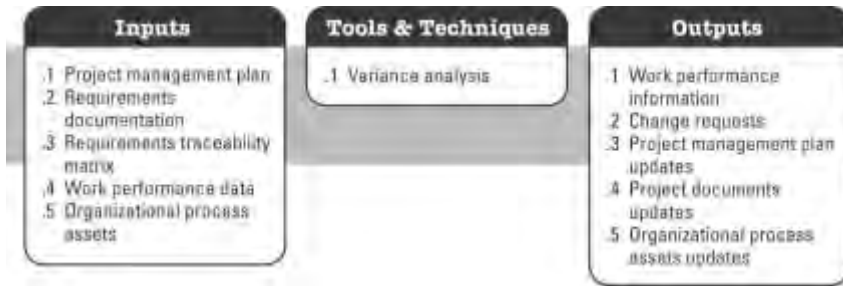 Inputs
.1 Project management plan
.2 Requirements
documentation
.3 Requirements traceability
matrix
.4 Work performance data
.5 Organizational process
assets
Tools & Techniques
.1 Variance analysis
Outputs
.1 Work performance
information
.2 Change requests
.3 Project management plan
updates
.4 Project documents
updates
.5 Organizational process
assets updates